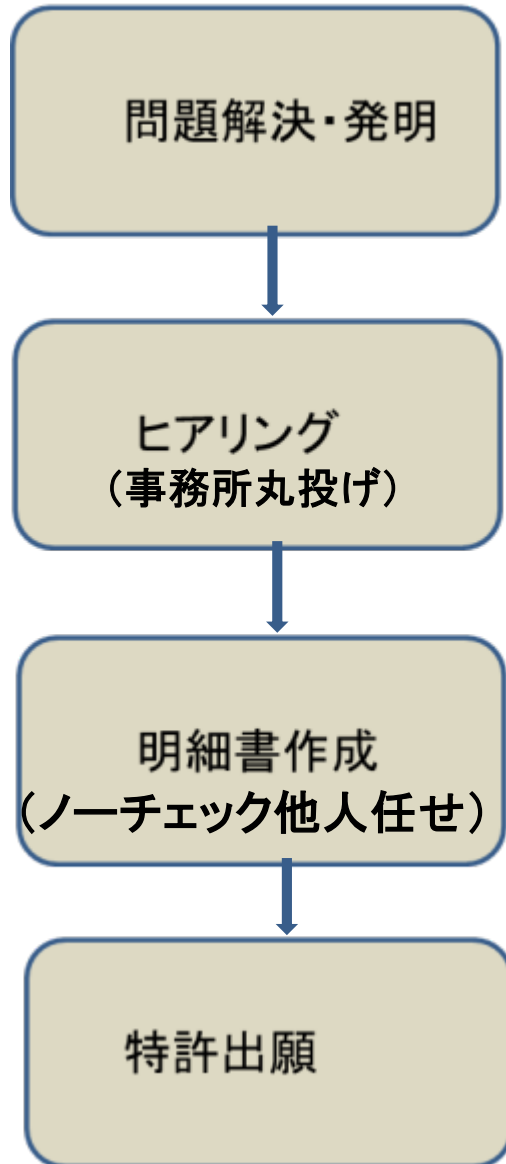 問題解決・発明
ヒアリング
（事務所丸投げ）
明細書作成
（ノーチェック他人任せ）
特許出願